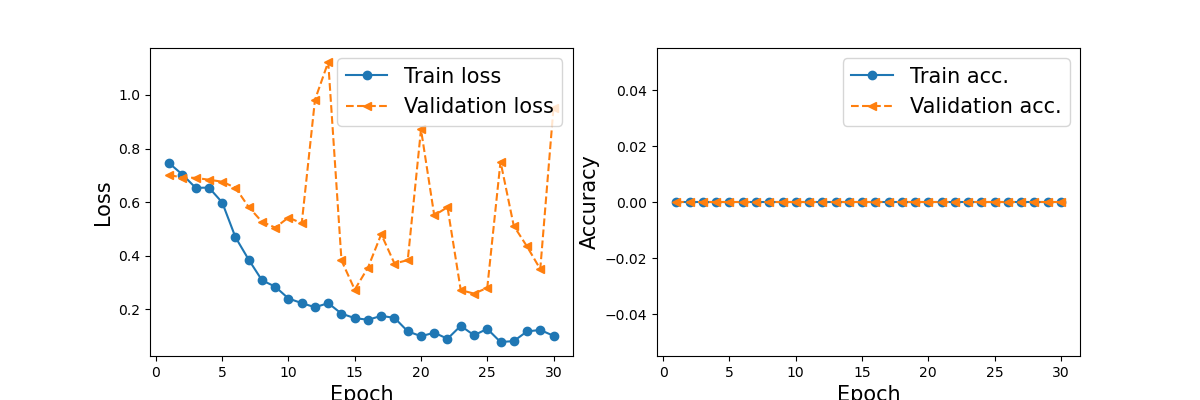 Train loss
Validation loss
1.0
0.8
0.6
0.4
0.2
Loss
0 5 10 15 20 25 30
Epoch
Train acc.
Validation acc.
0.04
0.02
0.00
−0.02
−0.04
Accuracy
0 5 10 15 20 25 30
Epoch